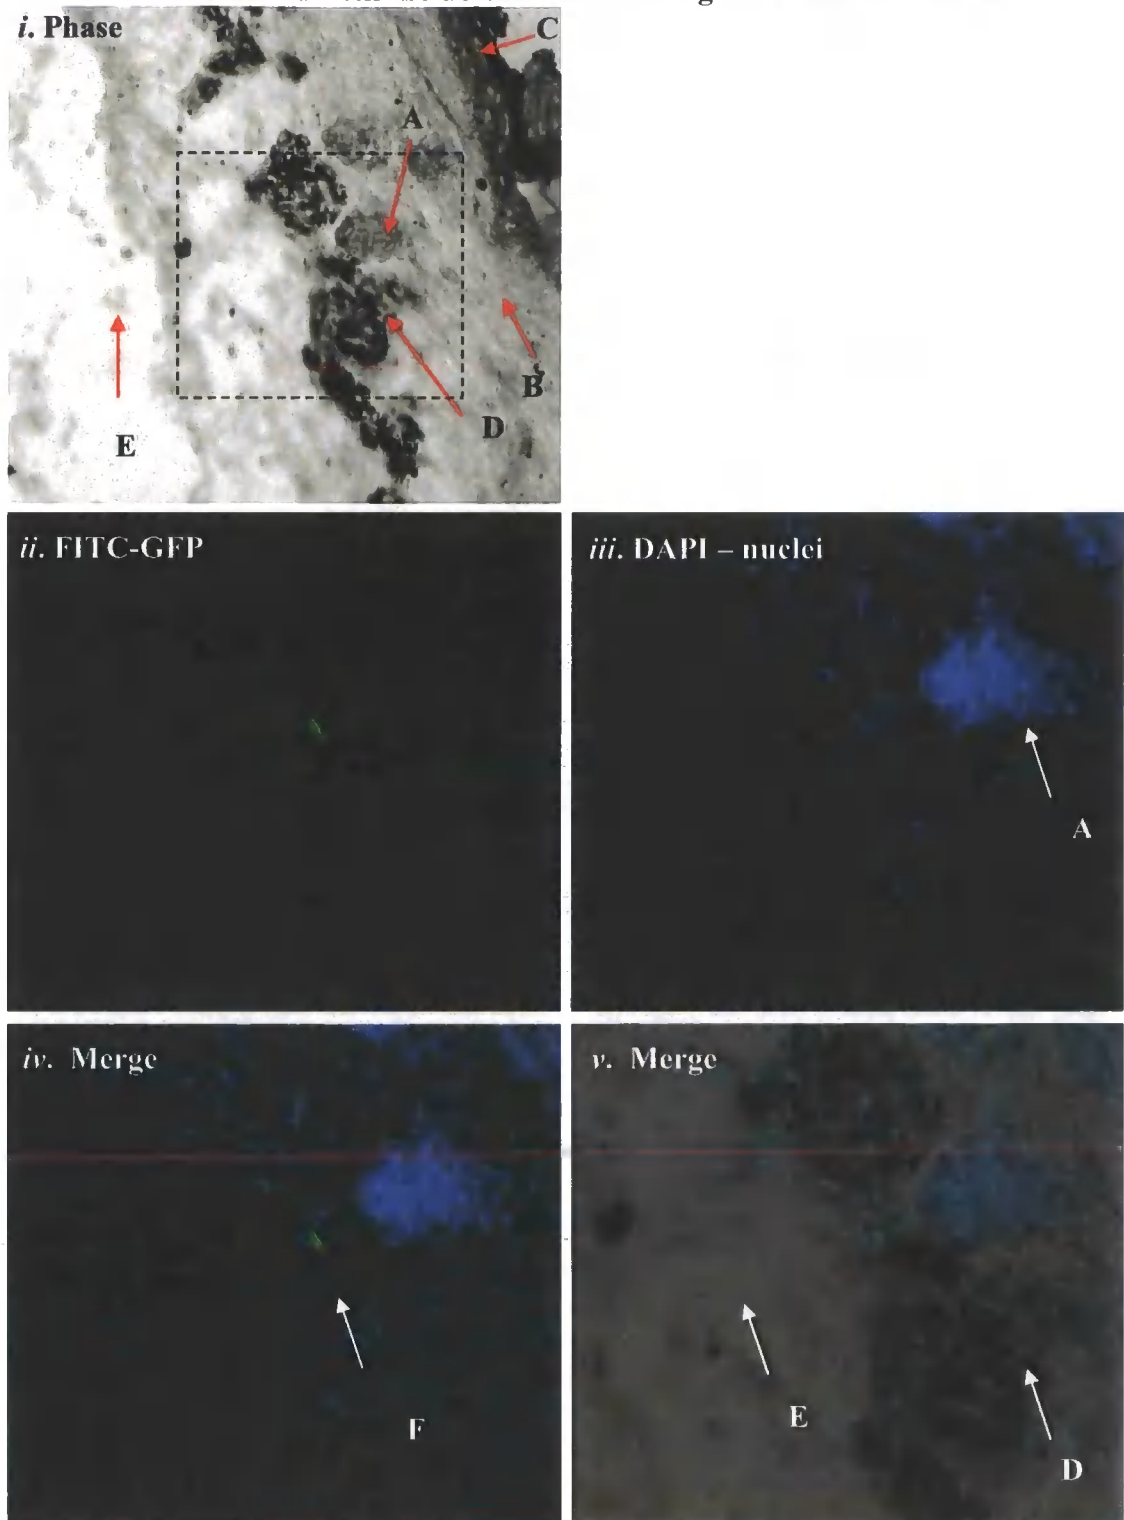 i. Phase
C
A
B
D
E
ii. FITC-GFP
iii. DAPI – nuclei
A
iv. Merge
v. Merge
F
E
D